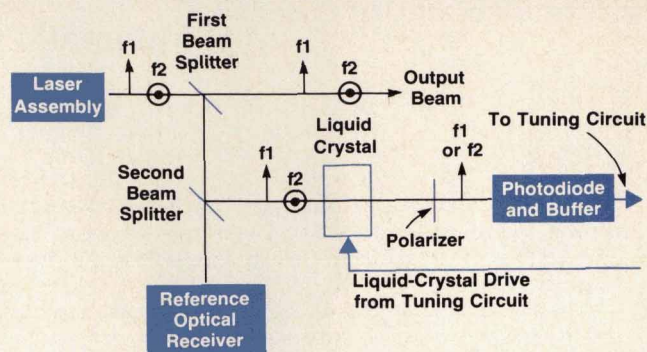 First
Beam
Splitter
f1
f2
f1
f2
Laser
Assembly
Output
Beam
Liquid
Crystal
To Tuning Circuit
f1
or f2
Second
Beam
Splitter
f1
f2
Photodiode
and Buffer
Polarizer
Liquid-Crystal Drive
from Tuning Circuit
Reference
Optical
Receiver